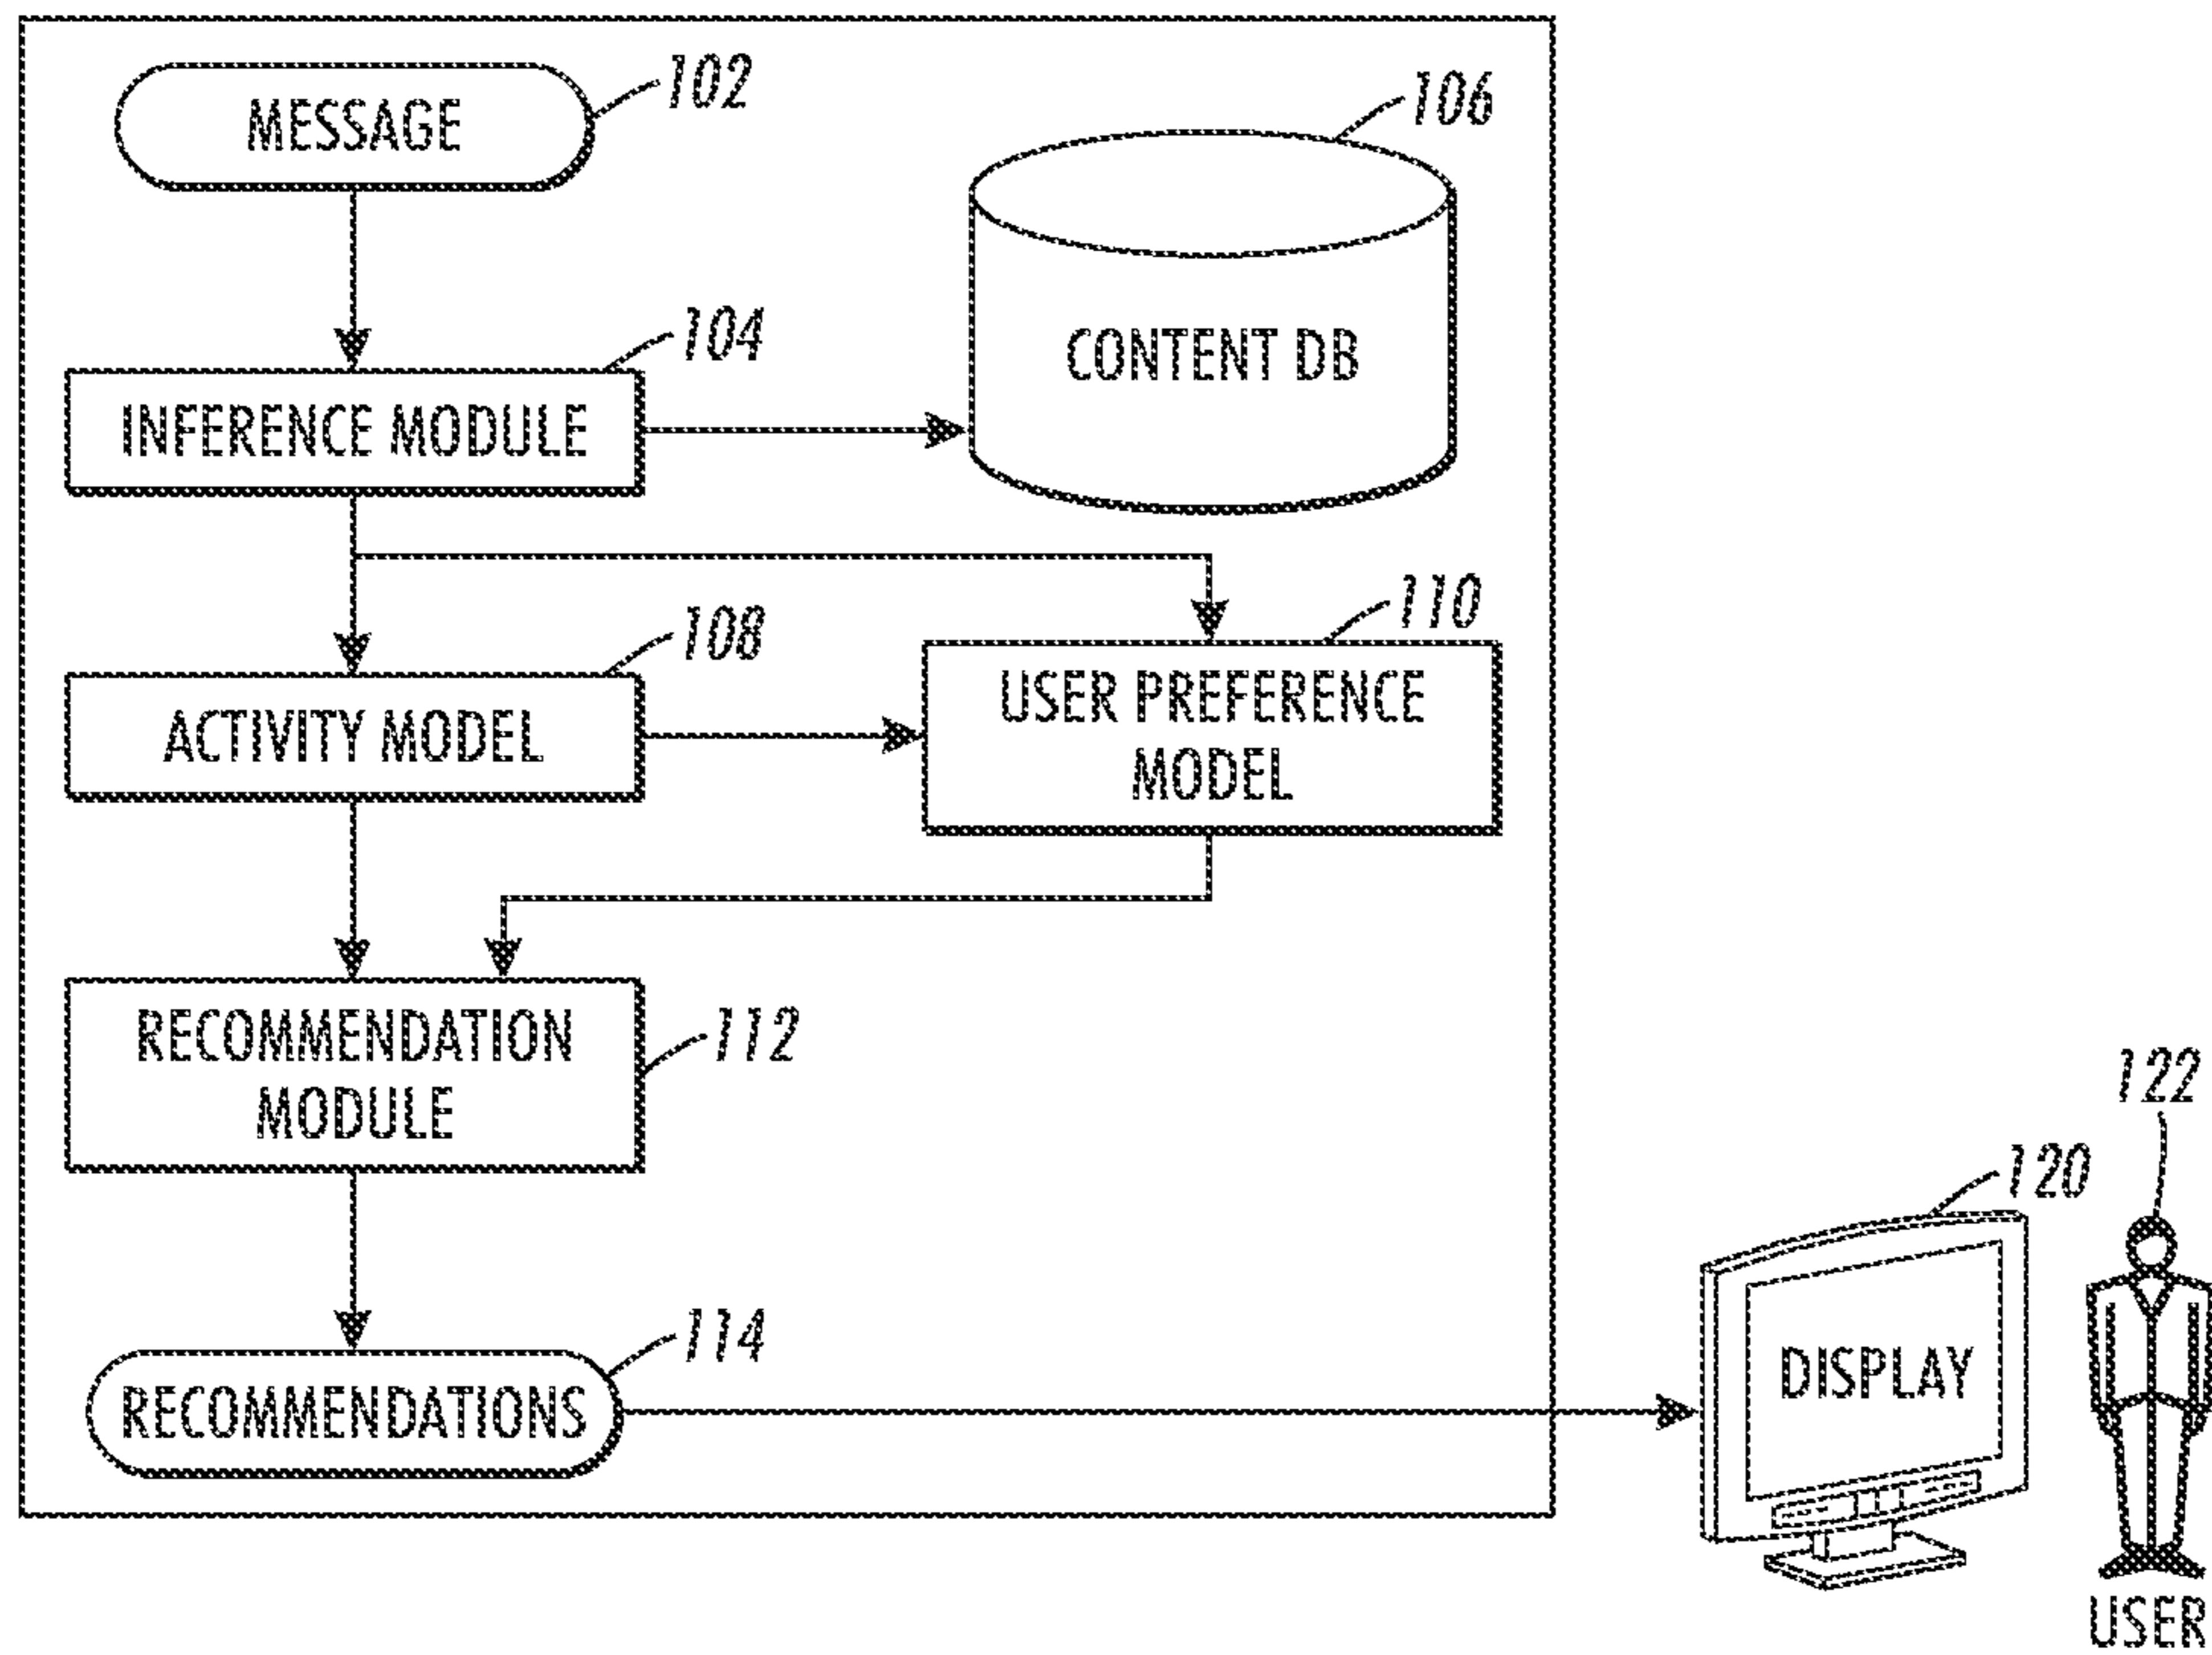 MESSAGE
102
106
CONTENT DB
104
INFERENCE MODULE
108
110
ACTIVITY MODEL
USER PREFERENCE
MODEL
RECOMMENDATION
MODULE
112
114
RECOMMENDATIONS
120
122
DISPLAY
USER